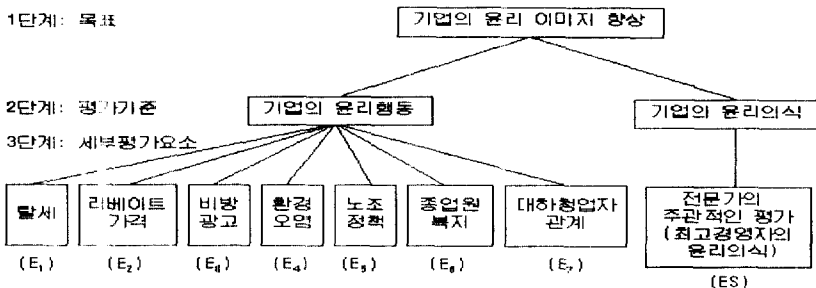 1단계: 목표
기업의 윤리 이미지 향상
2단계: 평가기준
기업의 윤리행동
기업의 윤리의식
3단계: 세부평가요소
탈세
리베이트
가격
비방
광고
환경
오염
노조
정책
종업원
복지
대하청업자
관계
전문가의
주관적인 평가
(최고경영자의
윤리의식)
(E₁)
(E₂)
(E₃)
(E₄)
(E₅)
(E₆)
(E₇)
(ES)